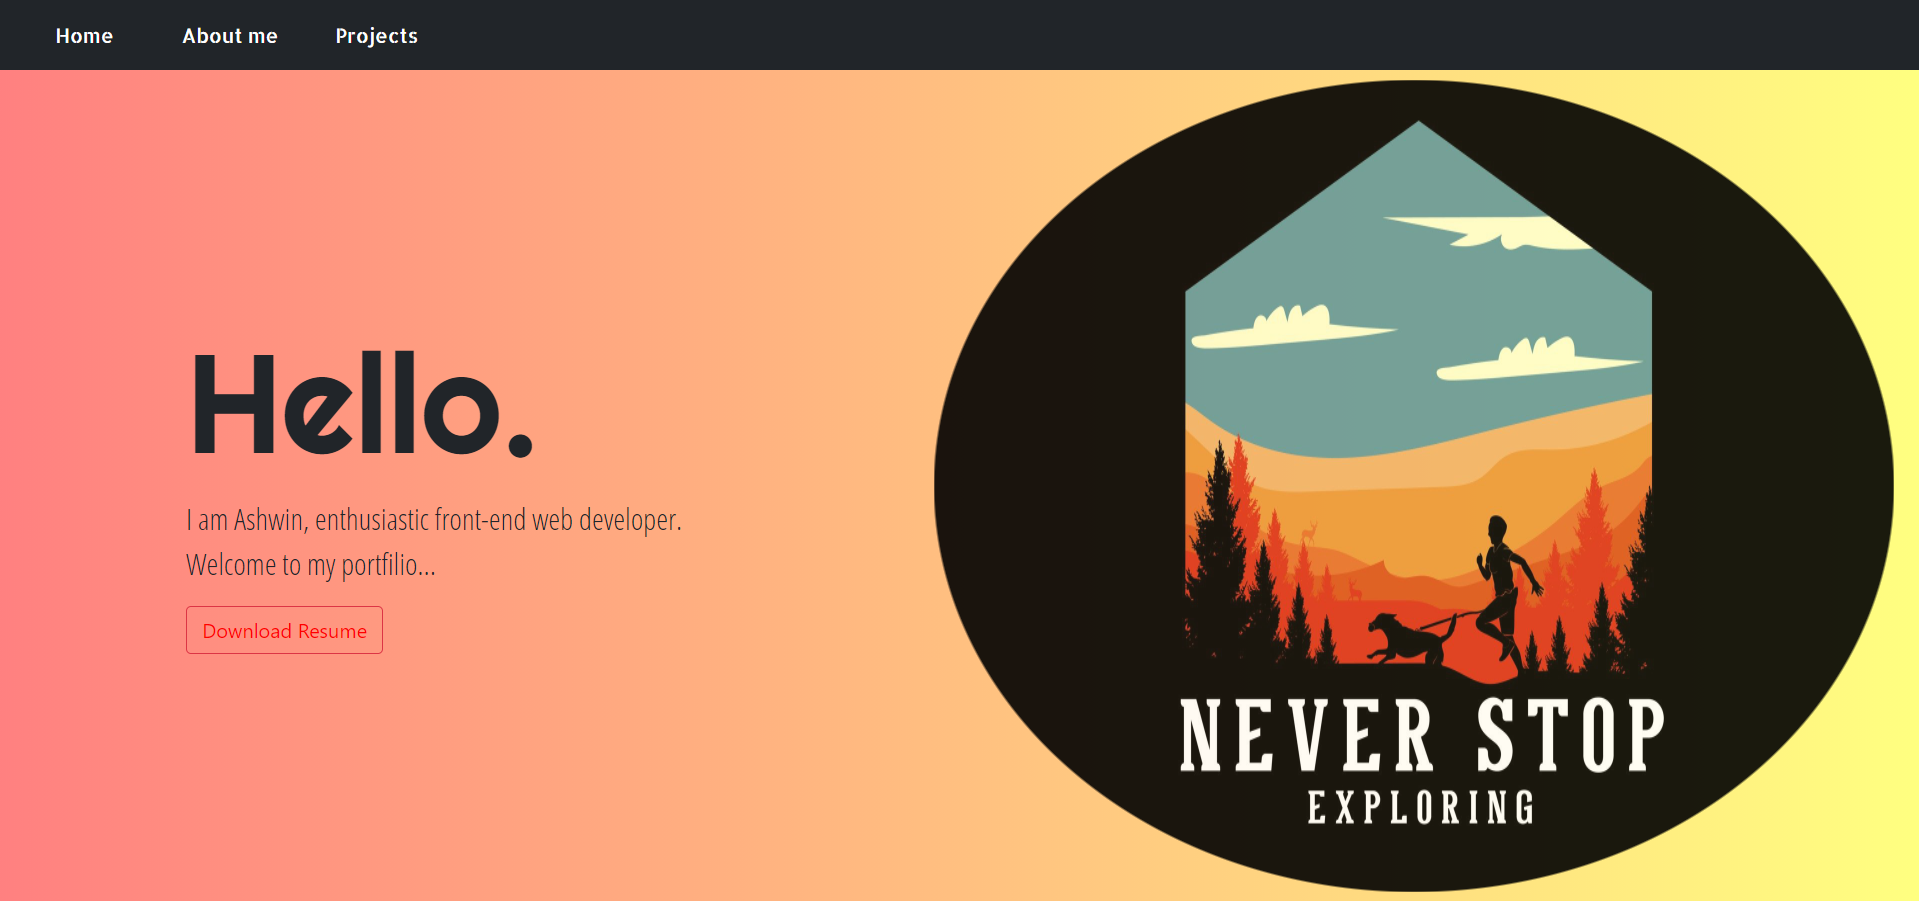 Home About me Projects
Hello.
I am Ashwin, enthusiastic front-end web developer.
Welcome to my portfilio...
Download Resume
NEVER STOP
EXPLORING